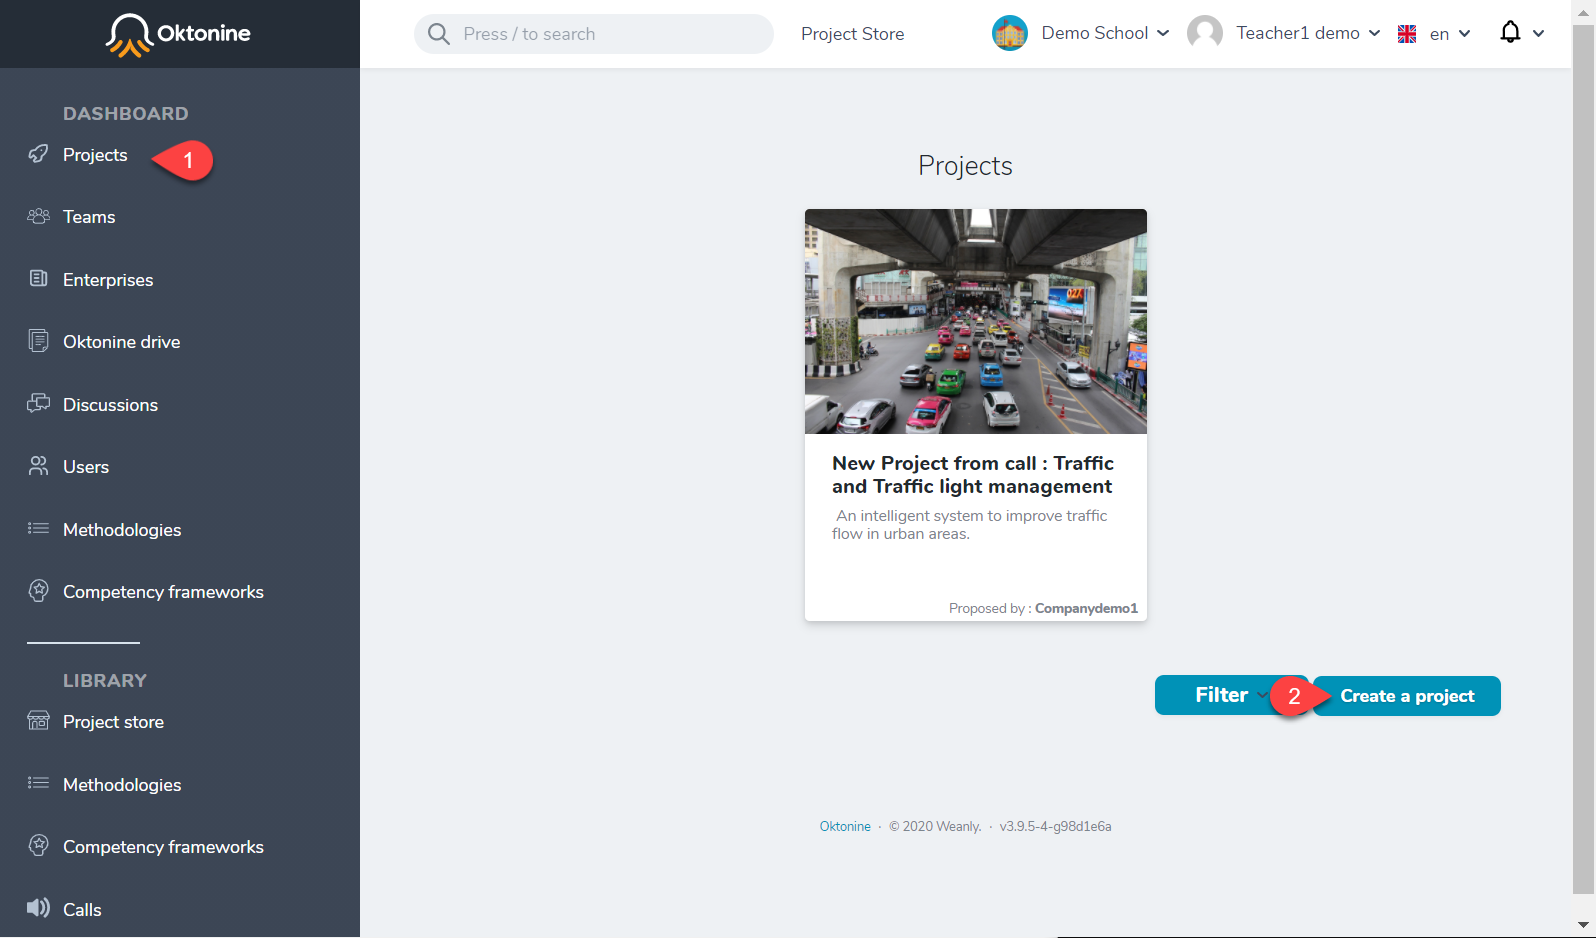 Oktonine
Press / to search
Project Store
Demo School
Teacher1 demo
en
DASHBOARD
Projects
1
Teams
Enterprises
Oktonine drive
Discussions
Users
Methodologies
Competency frameworks
LIBRARY
Project store
Methodologies
Competency frameworks
Calls
Projects
New Project from call : Traffic
and Traffic light management
An intelligent system to improve traffic
flow in urban areas.
Proposed by : Companydemo1
Filter
2
Create a project
Oktonine · © 2020 Weanly. · v3.9.5-4-g98d1e6a